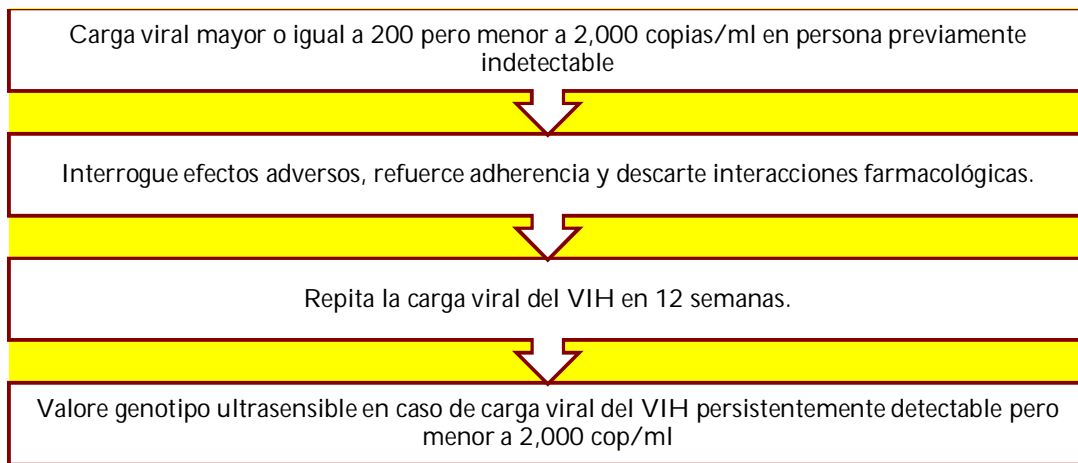 Carga viral mayor o igual a 200 pero menor a 2,000 copias/ml en persona previamente
indetectable
Interrogue efectos adversos, refuerce adherencia y descarte interacciones farmacológicas.
Repita la carga viral del VIH en 12 semanas.
Valore genotipo ultrasensible en caso de carga viral del VIH persistentemente detectable pero
menor a 2,000 cop/ml